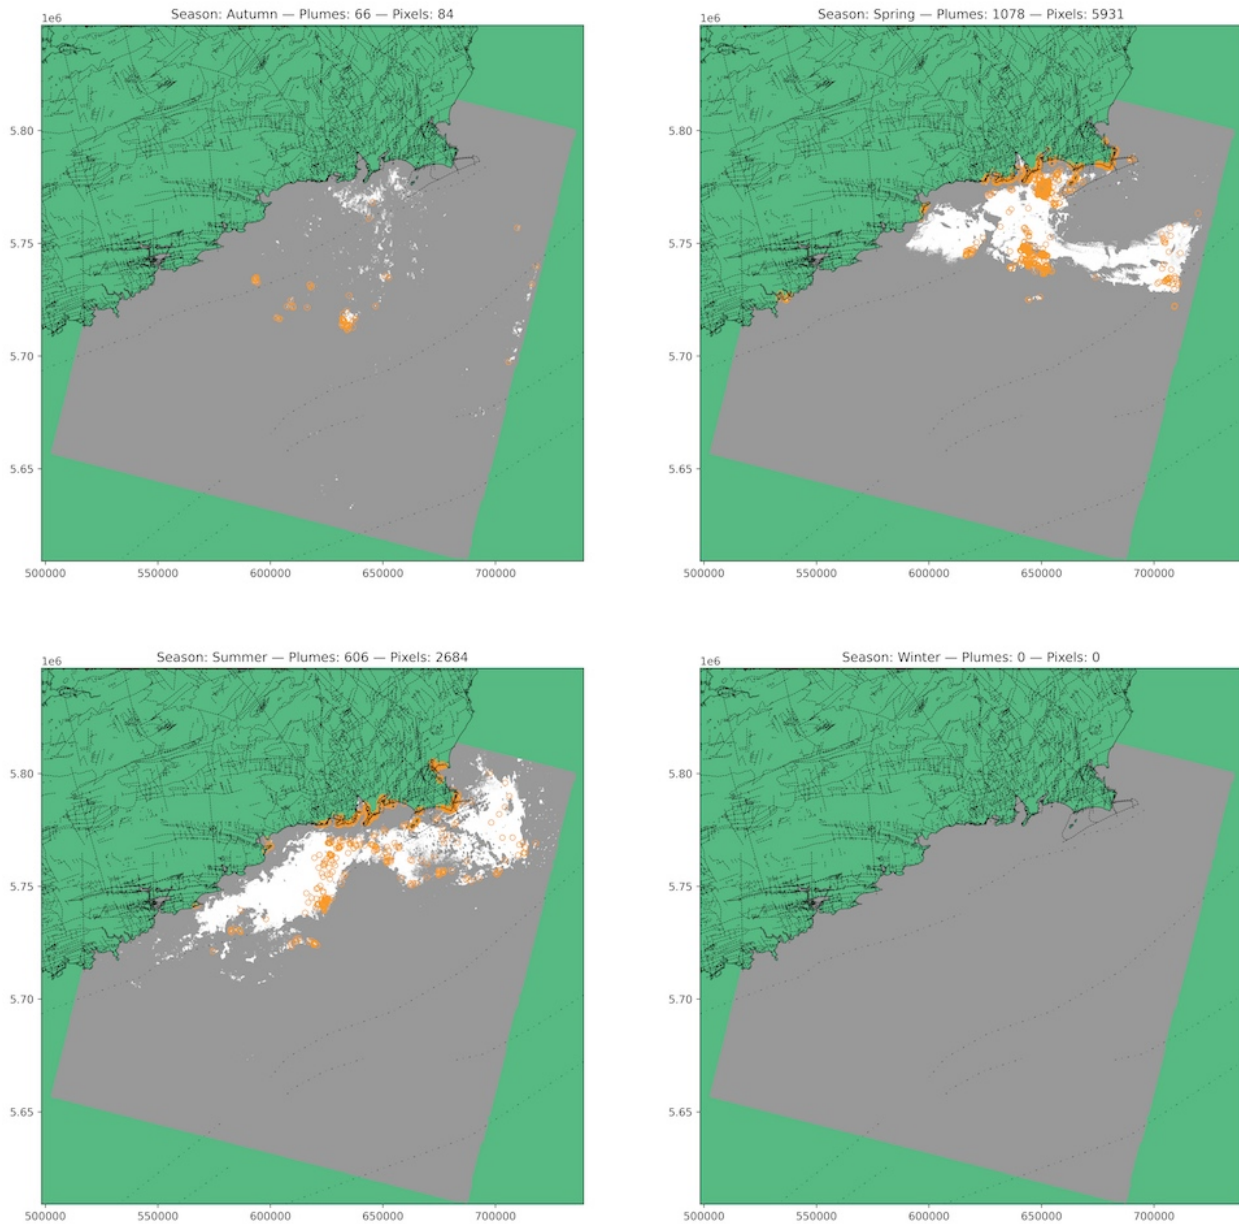 Season: Autumn — Plumes: 66 — Pixels: 84
1e6
5.80
5.75
5.70
5.65
500000 550000 600000 650000 700000
Season: Spring — Plumes: 1078 — Pixels: 5931
1e6
5.80
5.75
5.70
5.65
500000 550000 600000 650000 700000
Season: Summer — Plumes: 606 — Pixels: 2684
1e6
5.80
5.75
5.70
5.65
500000 550000 600000 650000 700000
Season: Winter — Plumes: 0 — Pixels: 0
1e6
5.80
5.75
5.70
5.65
500000 550000 600000 650000 700000